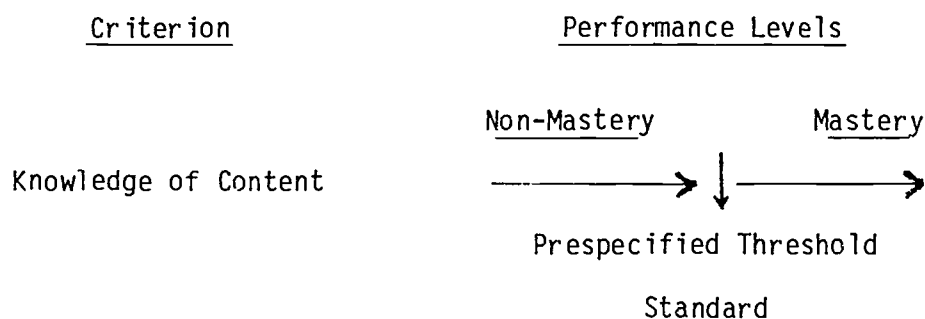 Criterion Performance Levels
Non-Mastery Mastery
Knowledge of Content
Prespecified Threshold
Standard